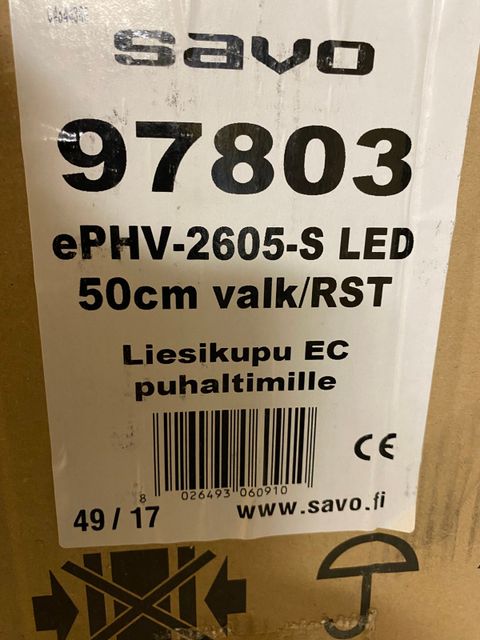 savo
97803
ePHV-2605-S LED
50cm valk/RST
Liesikupu EC
puhaltimille
8 026493 060910
49 / 17
www.savo.fi
CE